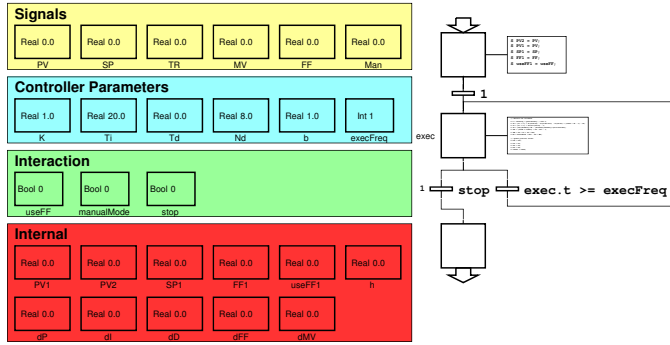 Signals
Real 0.0 Real 0.0 Real 0.0 Real 0.0 Real 0.0 Real 0.0
PV SP TR MV FF Man
Controller Parameters
Real 1.0 Real 20.0 Real 0.0 Real 8.0 Real 1.0 Int 1
K Ti Td Nd b execFreq
Interaction
Bool 0 Bool 0 Bool 0
useFF manualMode stop
Internal
Real 0.0 Real 0.0 Real 0.0 Real 0.0 Real 0.0 Real 0.0
PV1 PV2 SP1 FF1 useFF1 h
Real 0.0 Real 0.0 Real 0.0 Real 0.0 Real 0.0
dP dI dD dFF dMV
S PV2 = PV;
S PV1 = PV;
S SP1 = SP;
S FF1 = FF;
S useFF1 = useFF;
1
exec
1 stop exec.t >= execFreq